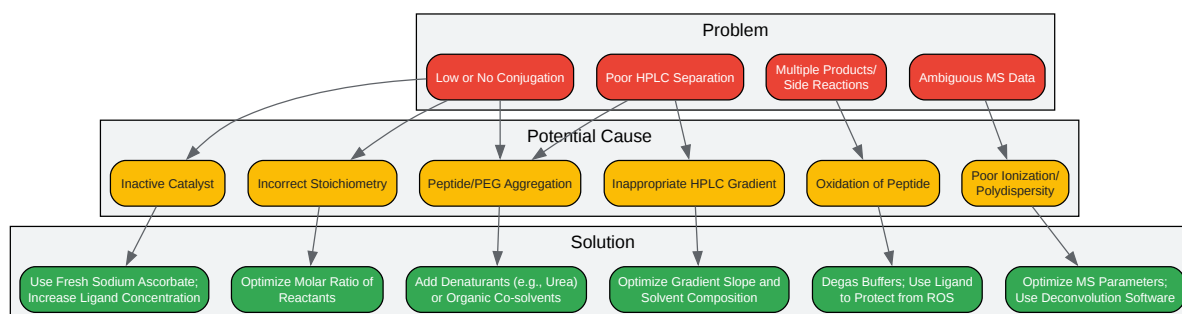 Problem
Low or No Conjugation
Poor HPLC Separation
Multiple Products/
Side Reactions
Ambiguous MS Data
Potential Cause
Inactive Catalyst
Incorrect Stoichiometry
Peptide/PEG Aggregation
Inappropriate HPLC Gradient
Oxidation of Peptide
Poor Ionization/
Polydispersity
Solution
Use Fresh Sodium Ascorbate;
Increase Ligand Concentration
Optimize Molar Ratio of
Reactants
Add Denaturants (e.g., Urea)
or Organic Co-solvents
Optimize Gradient Slope and
Solvent Composition
Degas Buffers; Use Ligand
to Protect from ROS
Optimize MS Parameters;
Use Deconvolution Software